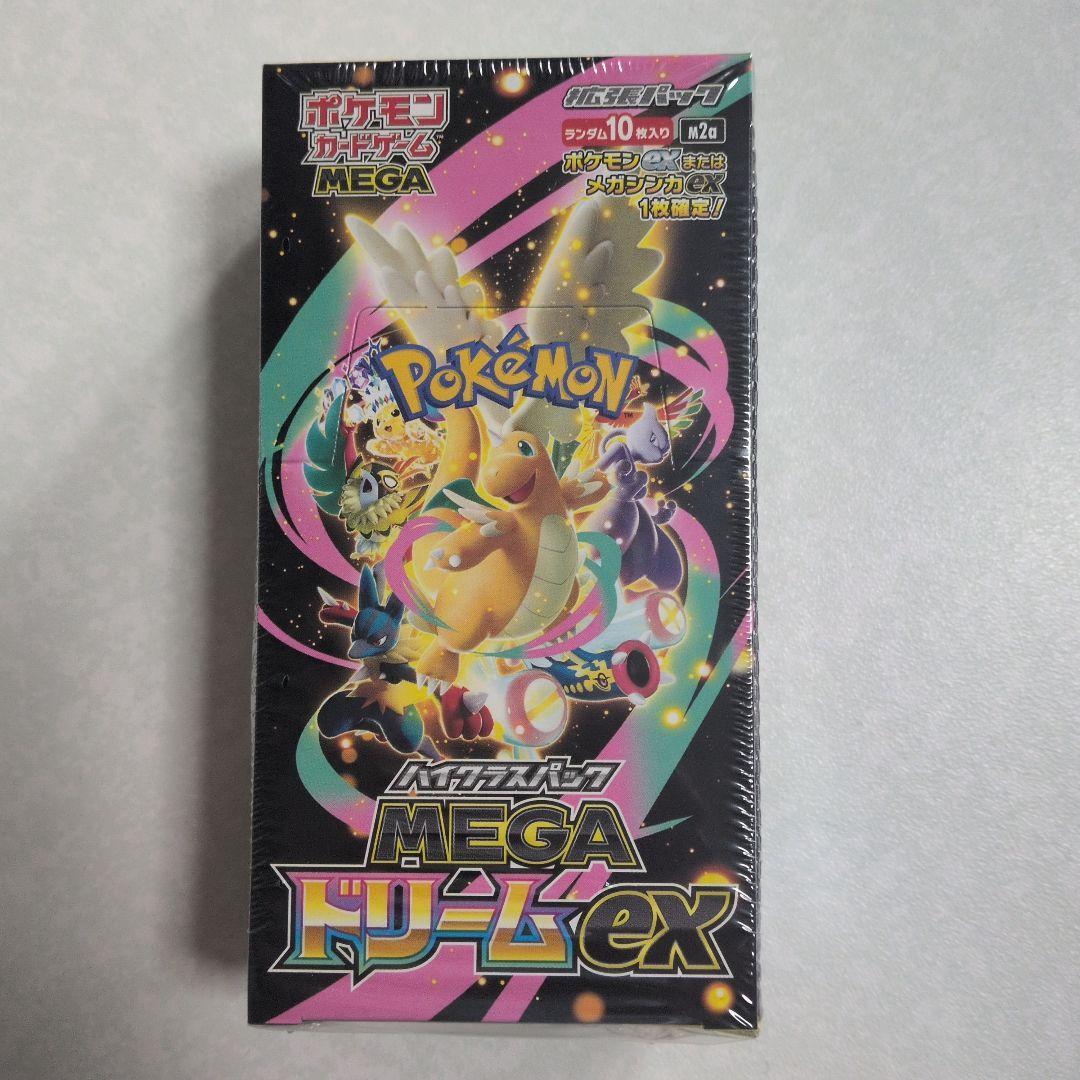 ポケモン
カードゲーム™
MEGA
拡張パック
ランダム10枚入り M2a
ポケモンexまたは
メガシンカex
1枚確定!
POKéMON™
ハイクラスパック
MEGA
ドリームex